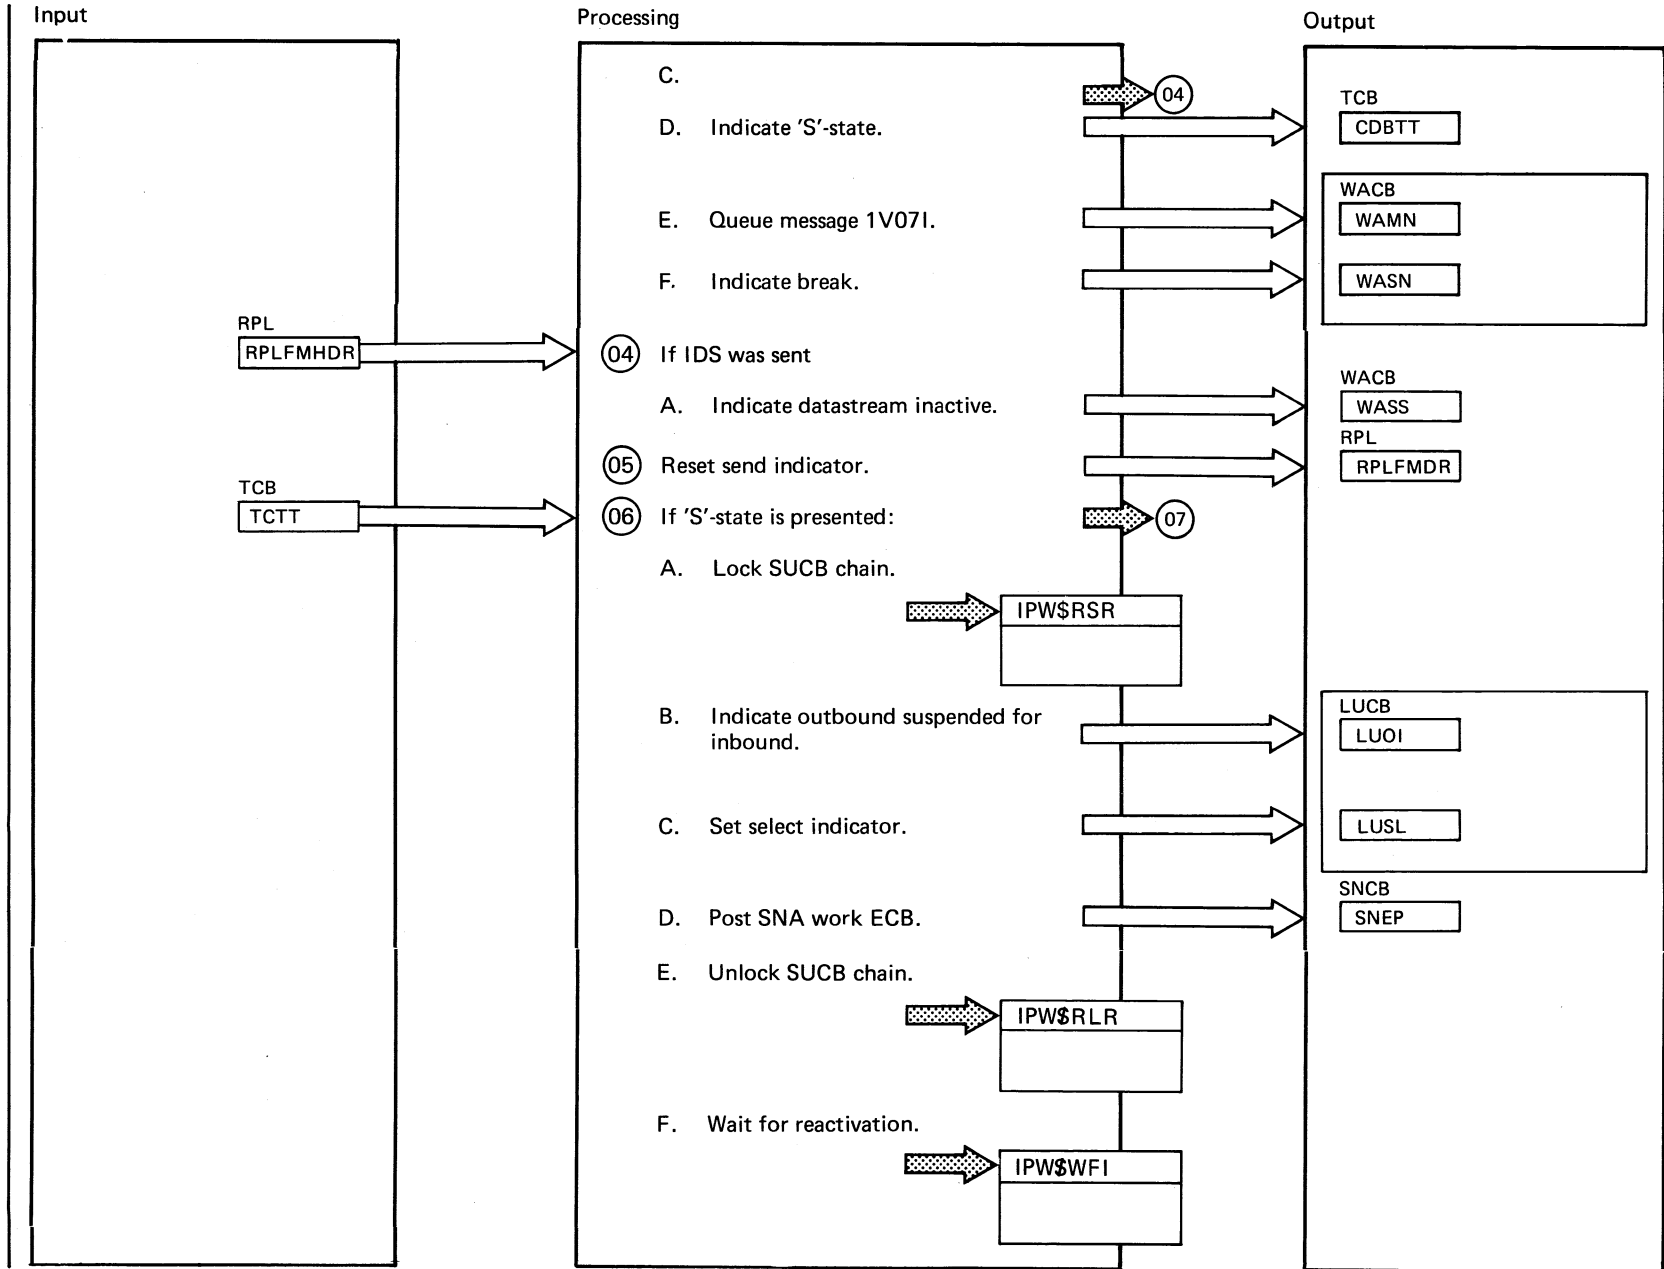 Input
Processing
Output
C.
04
D. Indicate 'S'-state.
TCB
CDBTT
E. Queue message 1V07I.
WACB
WAMN
F. Indicate break.
WASN
RPL
RPLFMHDR
04 If IDS was sent
A. Indicate datastream inactive.
WACB
WASS
05 Reset send indicator.
RPL
RPLFMDR
TCB
TCTT
06 If 'S'-state is presented:
07
A. Lock SUCB chain.
IPW$RSR
B. Indicate outbound suspended for
inbound.
LUCB
LUOI
C. Set select indicator.
LUSL
D. Post SNA work ECB.
SNCB
SNEP
E. Unlock SUCB chain.
IPW$RLR
F. Wait for reactivation.
IPW$WFI